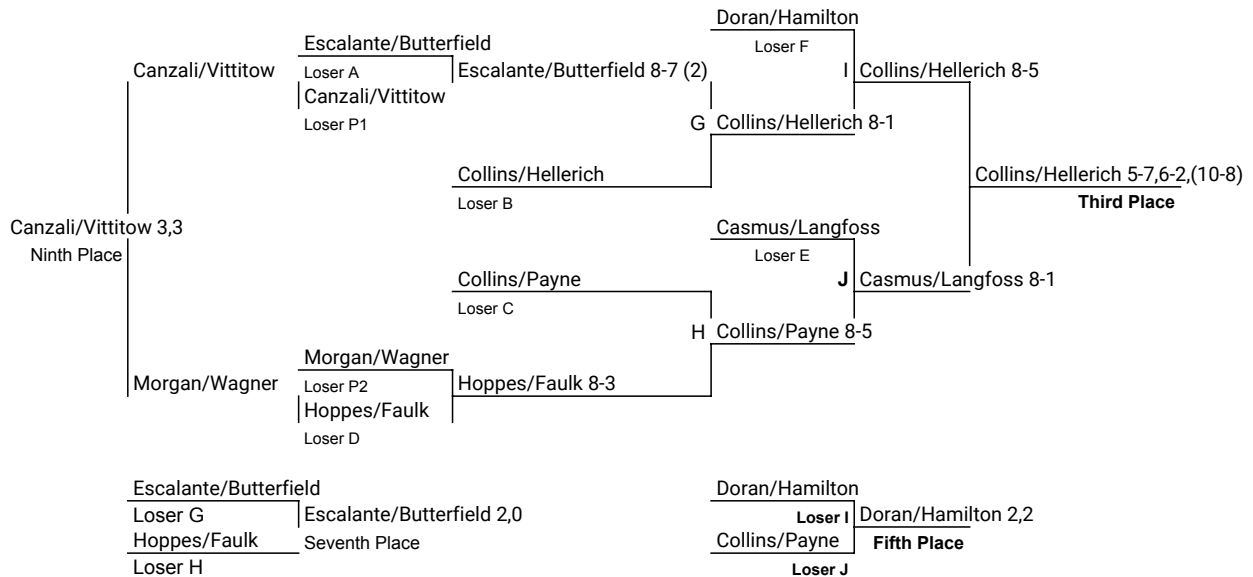 Doran/Hamilton
Escalante/Butterfield
Loser F
Canzali/Vittitow
Loser A
Escalante/Butterfield 8-7 (2)
I
Collins/Hellerich 8-5
Canzali/Vittitow
Loser P1
G
Collins/Hellerich 8-1
Collins/Hellerich
Loser B
Collins/Hellerich 5-7,6-2,(10-8)
Third Place
Canzali/Vittitow 3,3
Ninth Place
Casmus/Langfoss
Loser E
Collins/Payne
Loser C
J
Casmus/Langfoss 8-1
H
Collins/Payne 8-5
Morgan/Wagner
Morgan/Wagner
Loser P2
Hoppes/Faulk 8-3
Hoppes/Faulk
Loser D
Escalante/Butterfield
Loser G
Escalante/Butterfield 2,0
Hoppes/Faulk
Seventh Place
Loser H
Doran/Hamilton
Loser I
Doran/Hamilton 2,2
Collins/Payne
Fifth Place
Loser J